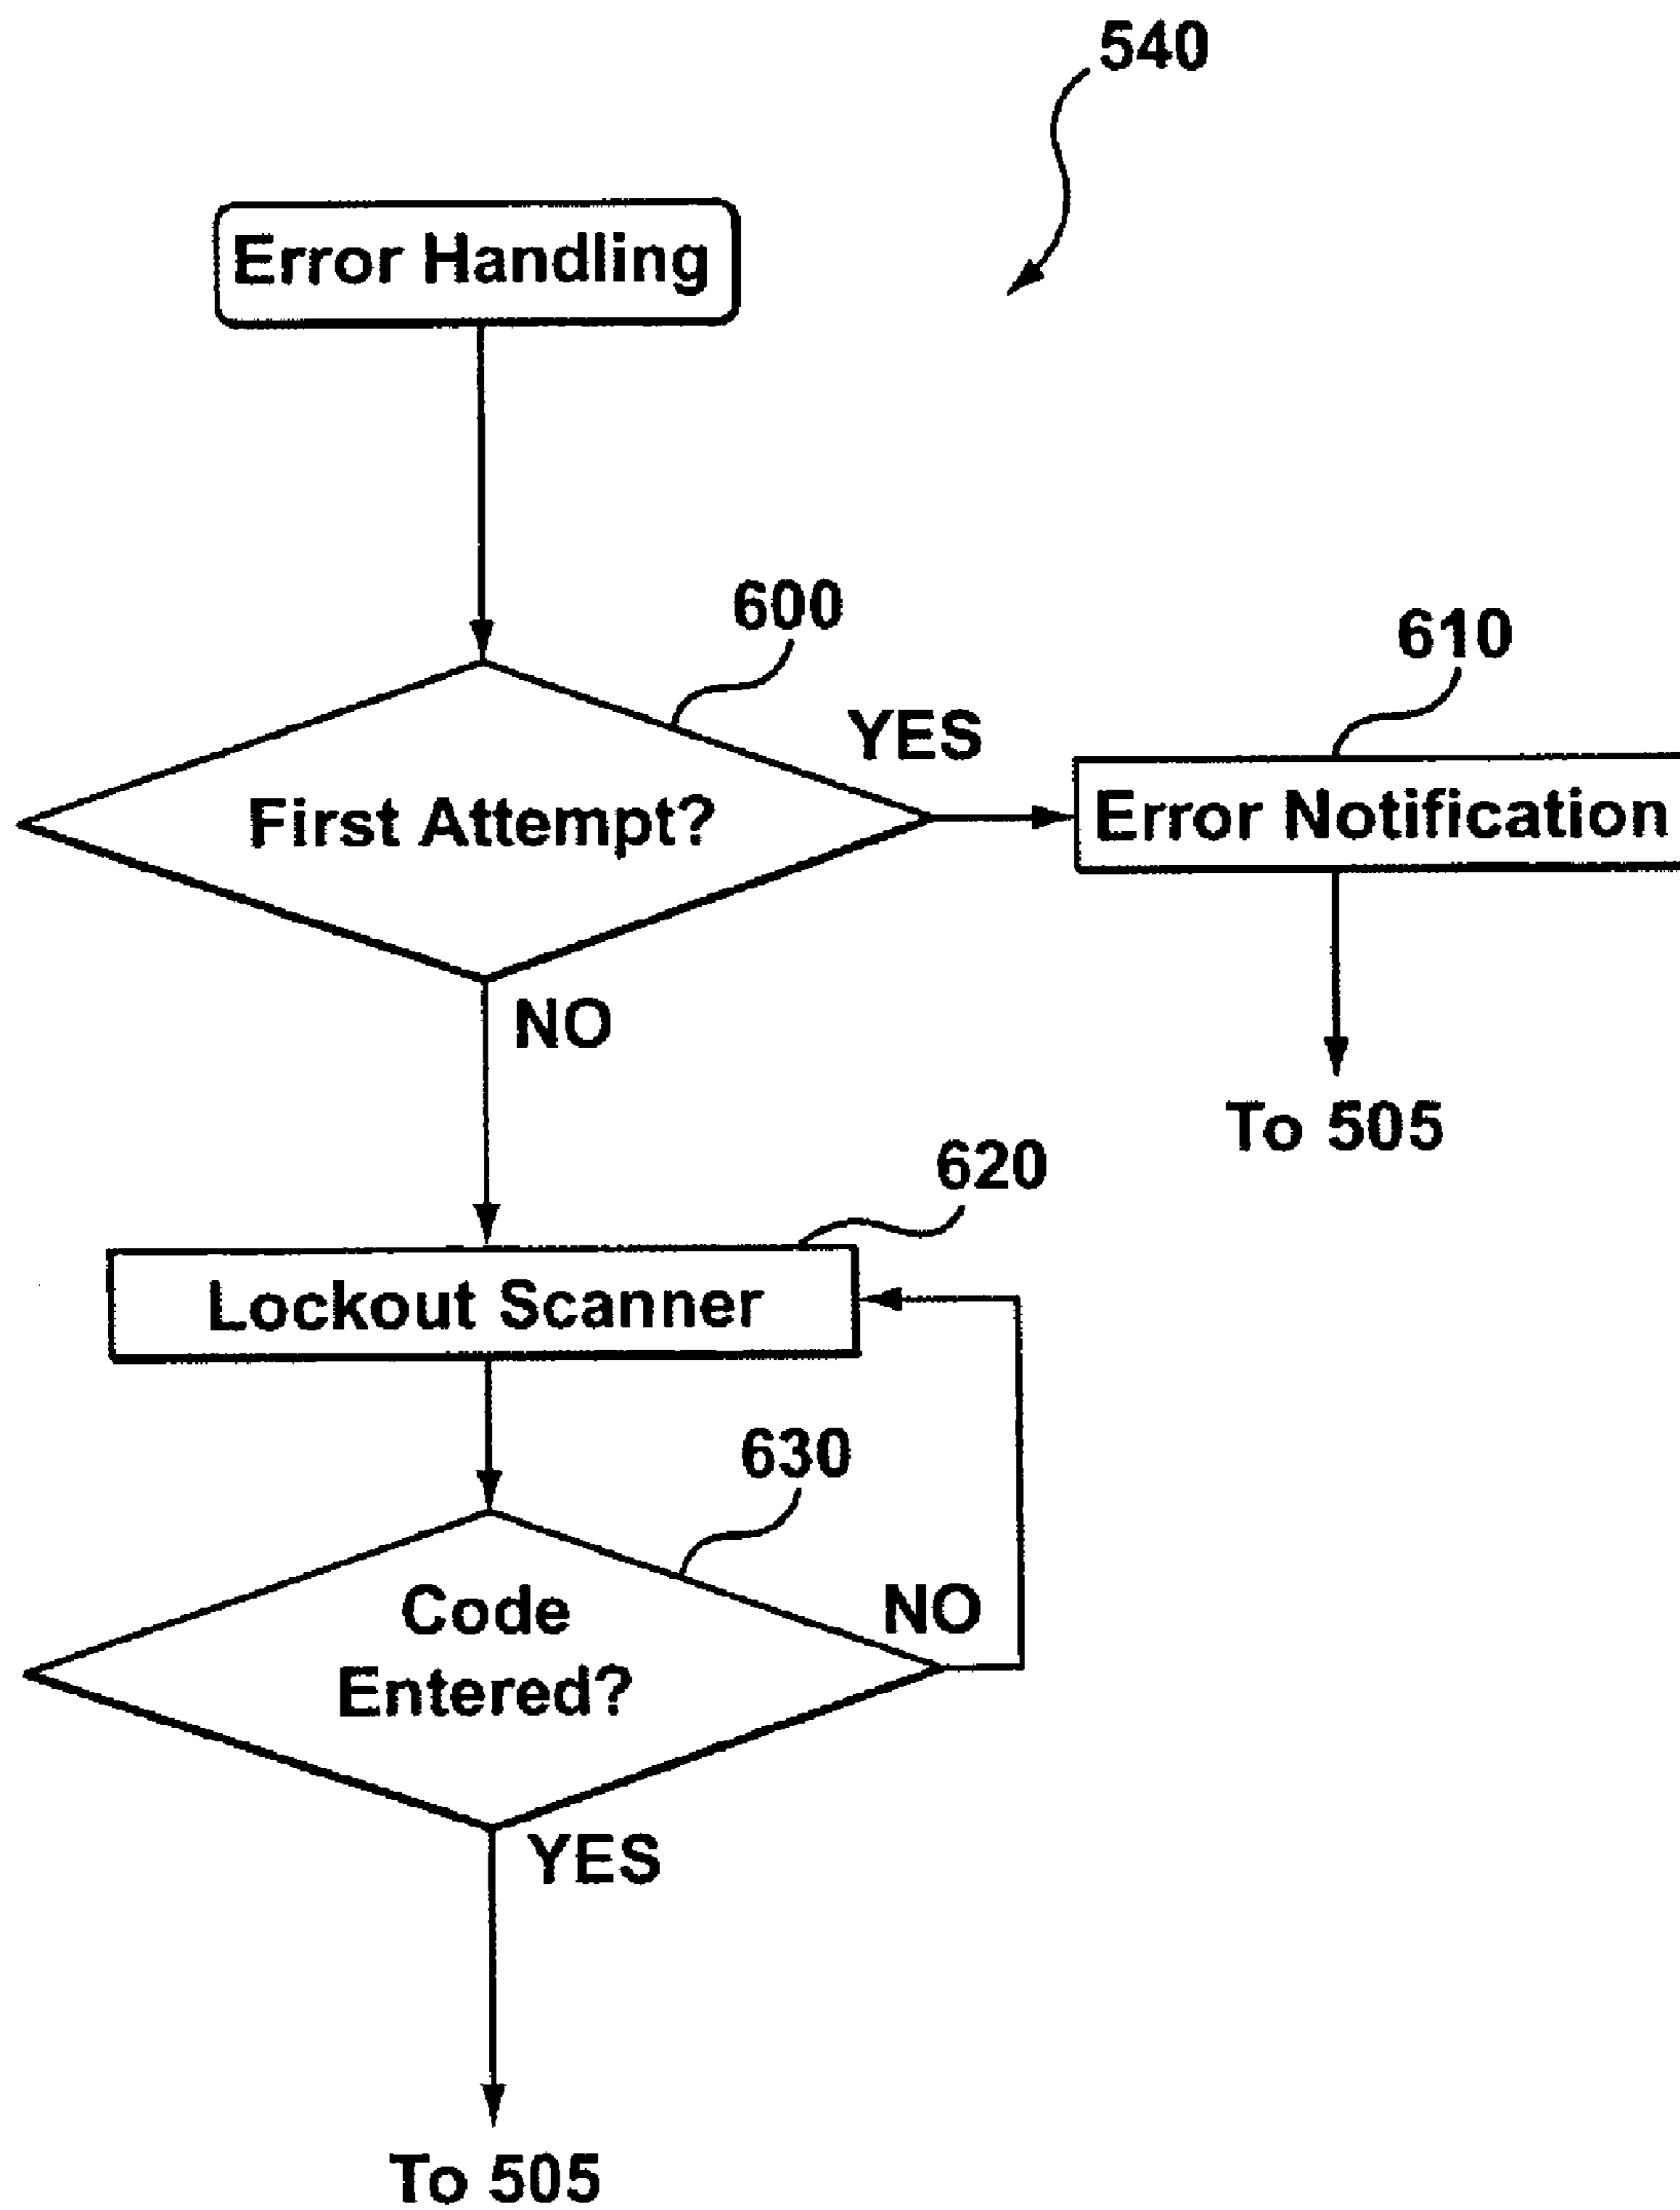 540
Error Handling
600
610
YES
First Attempt?
Error Notification
NO
To 505
620
Lockout Scanner
630
Code
NO
Entered?
YES
To 505